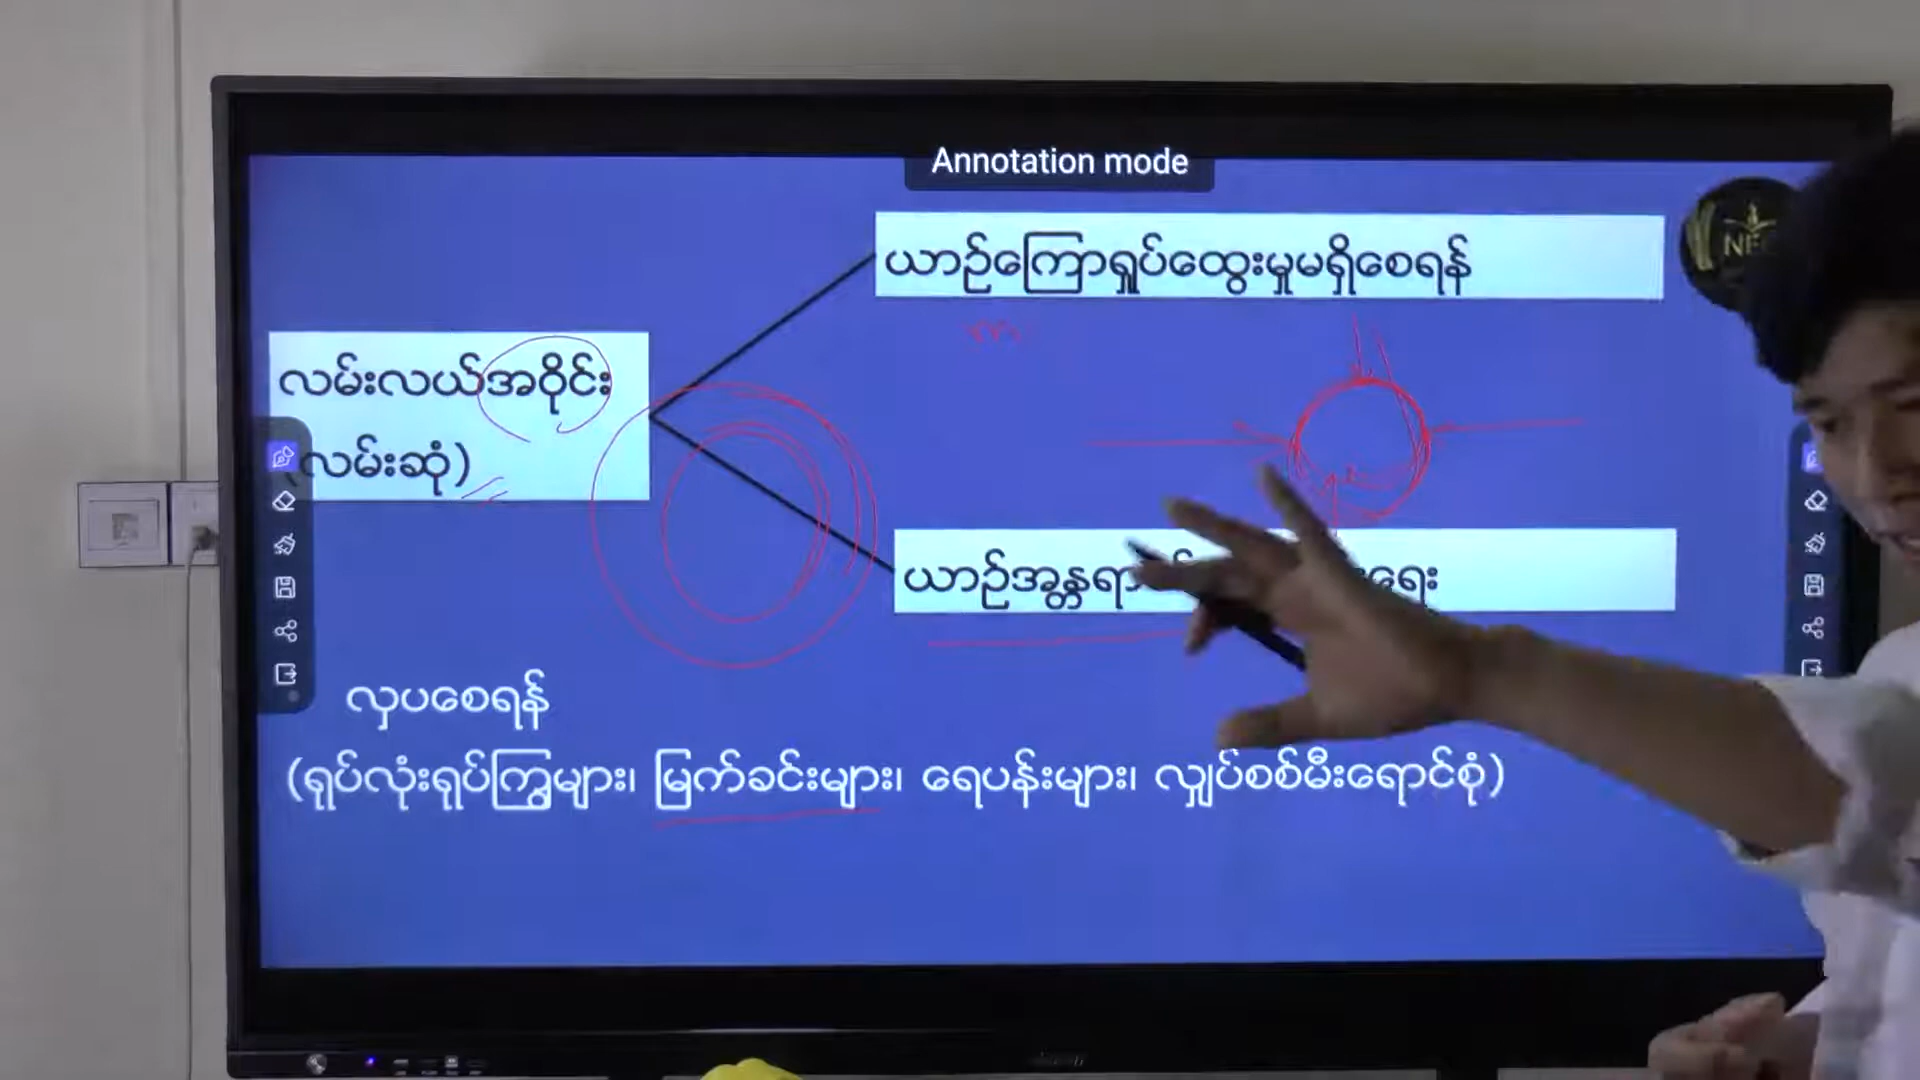 Annotation mode
ယာဉ်ကြောရှုပ်ထွေးမှုမရှိစေရန်
လမ်းလယ်အဝိုင်း
(လမ်းဆုံ)
ယာဉ်အန္တရာ ရေး
လှပစေရန်
(ရုပ်လုံးရုပ်ကြွများ၊ မြက်ခင်းများ၊ ရေပန်းများ၊ လျှပ်စစ်မီးရောင်စုံ)